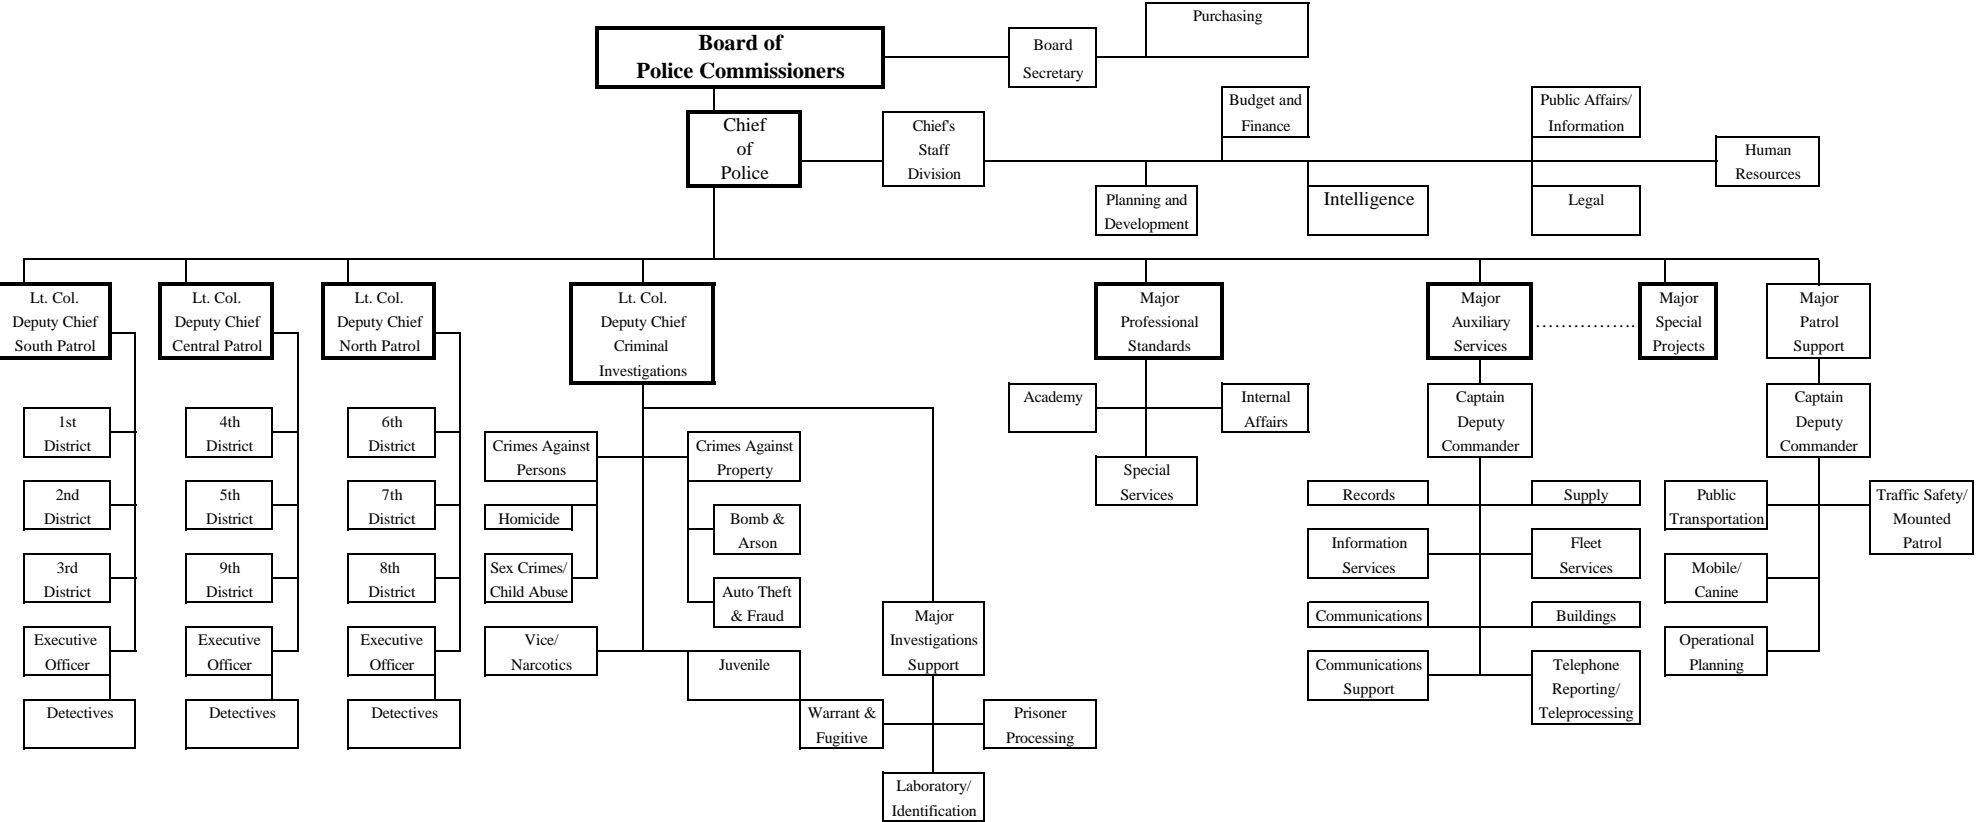 Purchasing
Board of
Police Commissioners
Board
Secretary
Chief
of
Police
Chief's
Staff
Division
Budget and
Finance
Public Affairs/
Information
Human
Resources
Planning and
Development
Intelligence
Legal
Lt. Col.
Deputy Chief
South Patrol
Lt. Col.
Deputy Chief
Central Patrol
Lt. Col.
Deputy Chief
North Patrol
Lt. Col.
Deputy Chief
Criminal
Investigations
Major
Professional
Standards
Major
Auxiliary
Services
................
Major
Special
Projects
Major
Patrol
Support
1st
District
2nd
District
3rd
District
Executive
Officer
Detectives
4th
District
5th
District
9th
District
Executive
Officer
Detectives
6th
District
7th
District
8th
District
Executive
Officer
Detectives
Crimes Against
Persons
Homicide
Sex Crimes/
Child Abuse
Vice/
Narcotics
Crimes Against
Property
Bomb &
Arson
Auto Theft
& Fraud
Juvenile
Major
Investigations
Support
Warrant &
Fugitive
Prisoner
Processing
Laboratory/
Identification
Academy
Internal
Affairs
Special
Services
Captain
Deputy
Commander
Records
Supply
Information
Services
Fleet
Services
Communications
Buildings
Communications
Support
Telephone
Reporting/
Teleprocessing
Captain
Deputy
Commander
Public
Transportation
Traffic Safety/
Mounted
Patrol
Mobile/
Canine
Operational
Planning